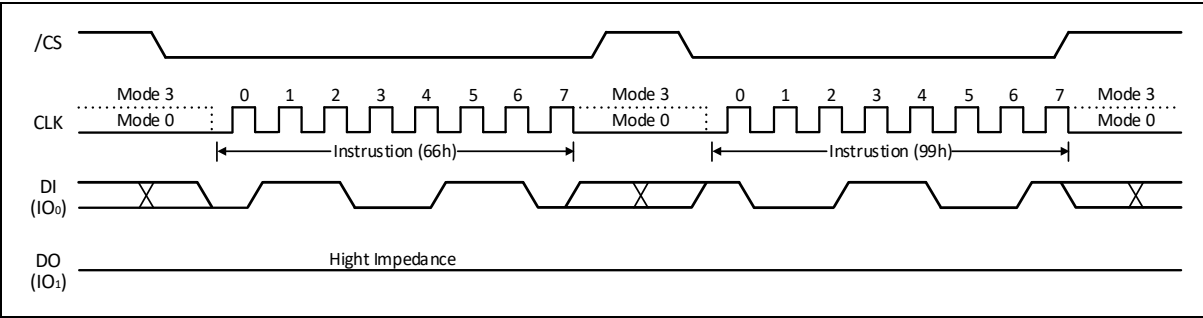 /CS
Mode 3 0 1 2 3 4 5 6 7 Mode 3 0 1 2 3 4 5 6 7 Mode 3
CLK Mode 0 Mode 0 Mode 0
Instrustion (66h) Instrustion (99h)
DI
(IO₀)
DO
(IO₁)
Hight Impedance